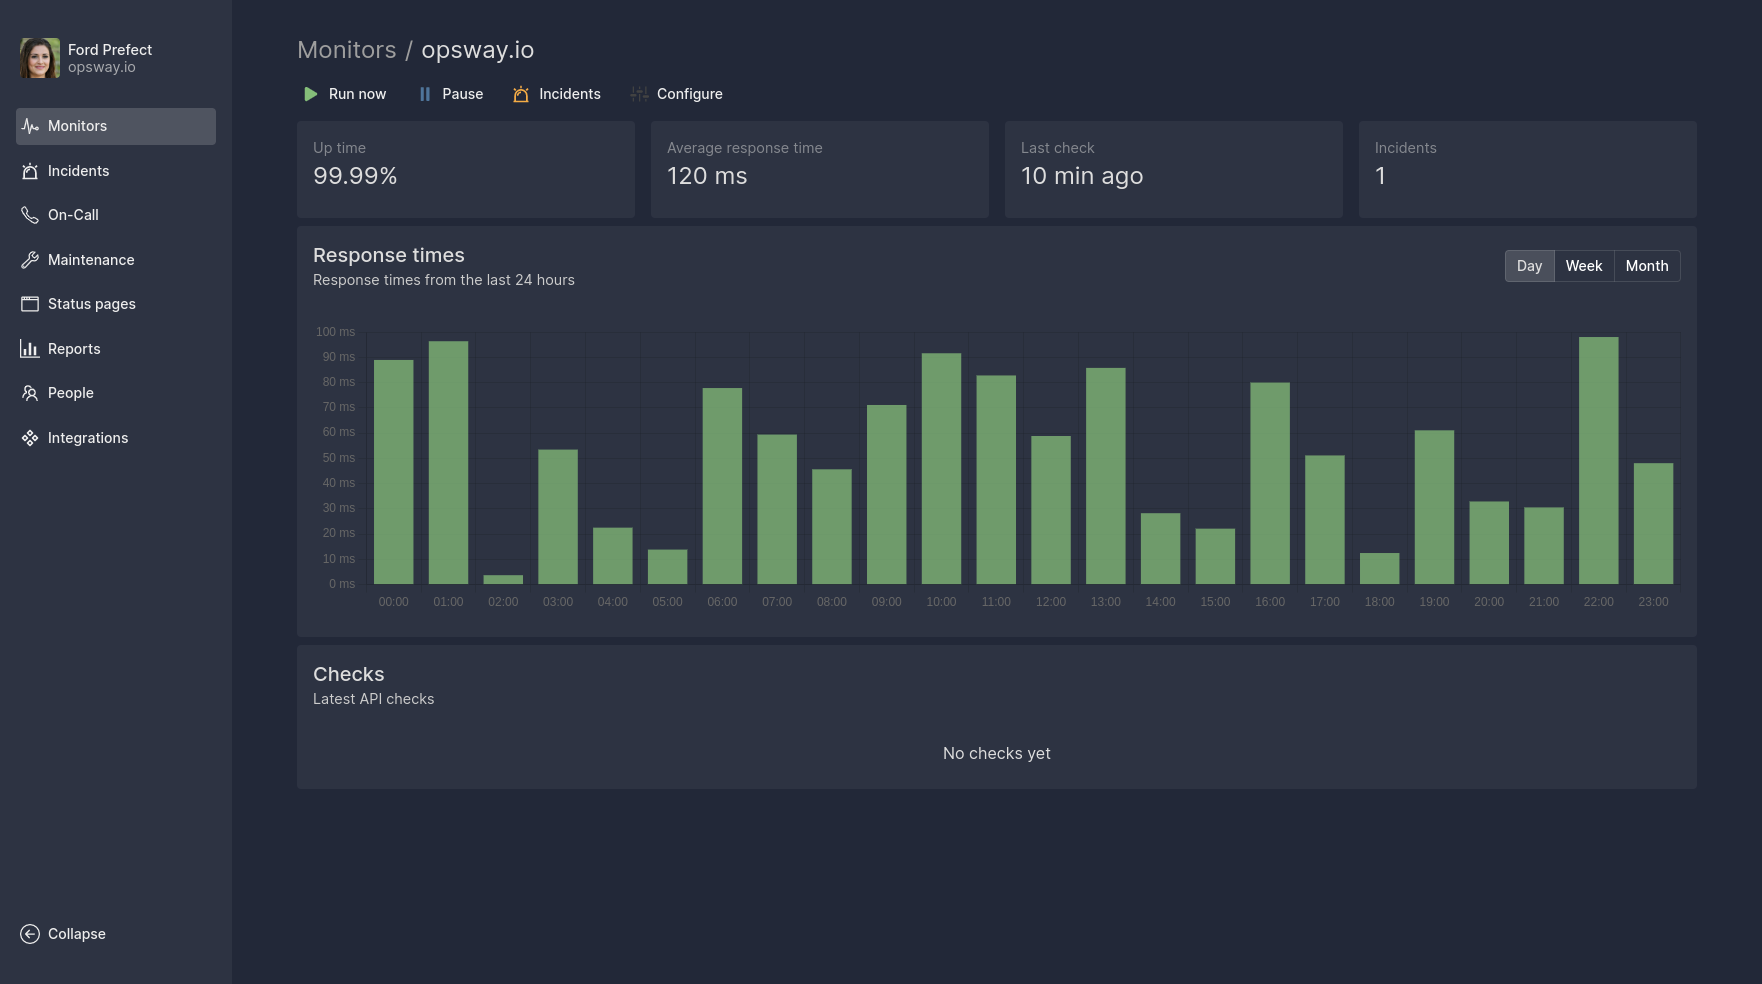 Ford Prefect
opsway.io
Monitors
Incidents
On-Call
Maintenance
Status pages
Reports
People
Integrations
Collapse
Monitors / opsway.io
Run now Pause Incidents Configure
Up time
99.99%
Average response time
120 ms
Last check
10 min ago
Incidents
1
Response times
Response times from the last 24 hours
Day Week Month
100 ms
90 ms
80 ms
70 ms
60 ms
50 ms
40 ms
30 ms
20 ms
10 ms
0 ms
00:00 01:00 02:00 03:00 04:00 05:00 06:00 07:00 08:00 09:00 10:00 11:00 12:00 13:00 14:00 15:00 16:00 17:00 18:00 19:00 20:00 21:00 22:00 23:00
Checks
Latest API checks
No checks yet